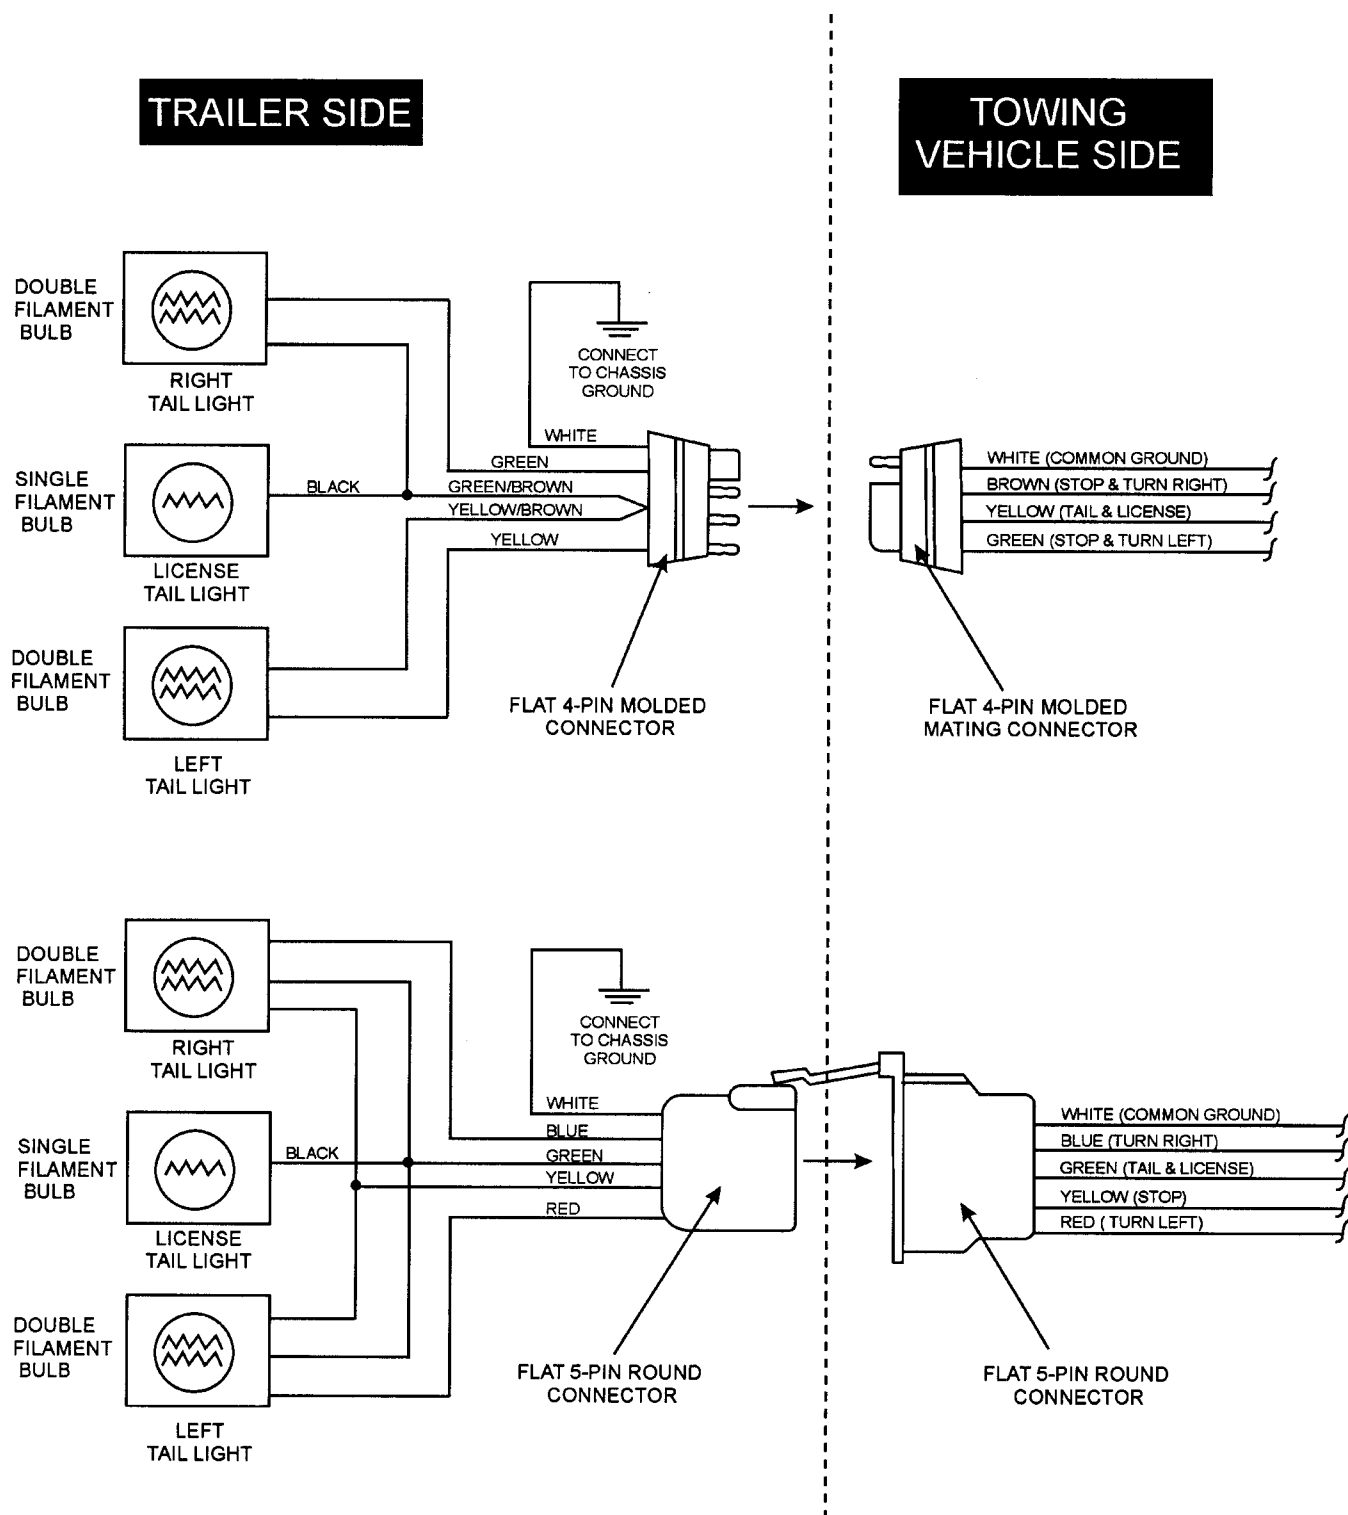 TRAILER SIDE
TOWING
VEHICLE SIDE
DOUBLE
FILAMENT
BULB
RIGHT
TAIL LIGHT
CONNECT
TO CHASSIS
GROUND
WHITE
GREEN
GREEN/BROWN
YELLOW/BROWN
YELLOW
SINGLE
FILAMENT
BULB
BLACK
LICENSE
TAIL LIGHT
WHITE (COMMON GROUND)
BROWN (STOP & TURN RIGHT)
YELLOW (TAIL & LICENSE)
GREEN (STOP & TURN LEFT)
DOUBLE
FILAMENT
BULB
LEFT
TAIL LIGHT
FLAT 4-PIN MOLDED
CONNECTOR
FLAT 4-PIN MOLDED
MATING CONNECTOR
DOUBLE
FILAMENT
BULB
RIGHT
TAIL LIGHT
CONNECT
TO CHASSIS
GROUND
WHITE
BLUE
GREEN
YELLOW
RED
SINGLE
FILAMENT
BULB
BLACK
LICENSE
TAIL LIGHT
WHITE (COMMON GROUND)
BLUE (TURN RIGHT)
GREEN (TAIL & LICENSE)
YELLOW (STOP)
RED ( TURN LEFT)
DOUBLE
FILAMENT
BULB
LEFT
TAIL LIGHT
FLAT 5-PIN ROUND
CONNECTOR
FLAT 5-PIN ROUND
CONNECTOR